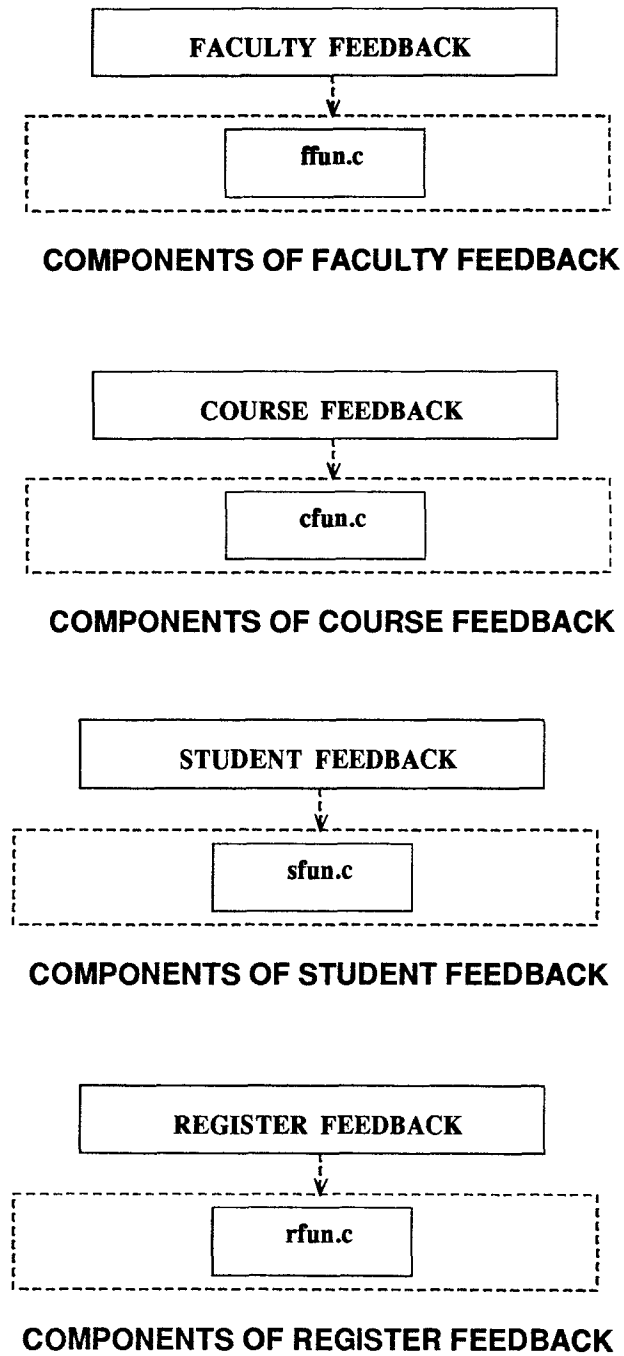 FACULTY FEEDBACK
ffun.c
COMPONENTS OF FACULTY FEEDBACK
COURSE FEEDBACK
cfun.c
COMPONENTS OF COURSE FEEDBACK
STUDENT FEEDBACK
sfun.c
COMPONENTS OF STUDENT FEEDBACK
REGISTER FEEDBACK
rfun.c
COMPONENTS OF REGISTER FEEDBACK